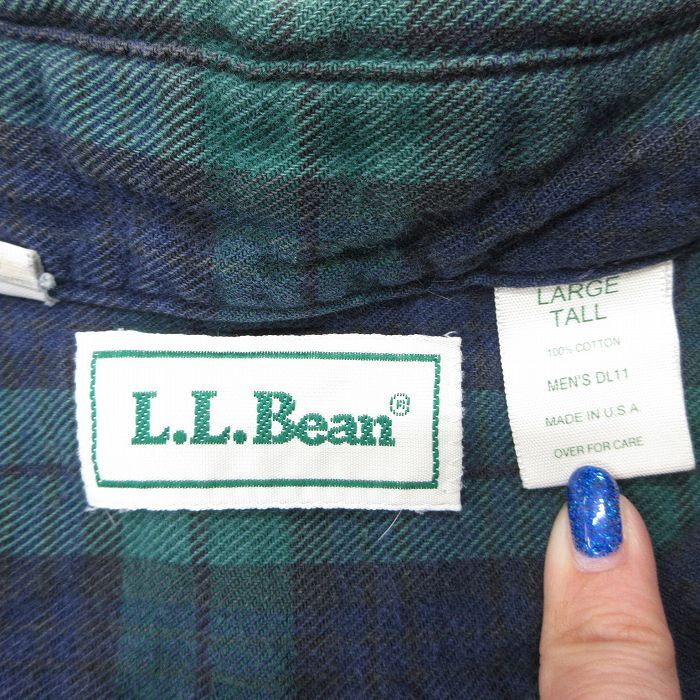 L.L.Bean®
LARGE
TALL
100% COTTON
MEN'S DL11
MADE IN U.S.A.
OVER FOR CARE